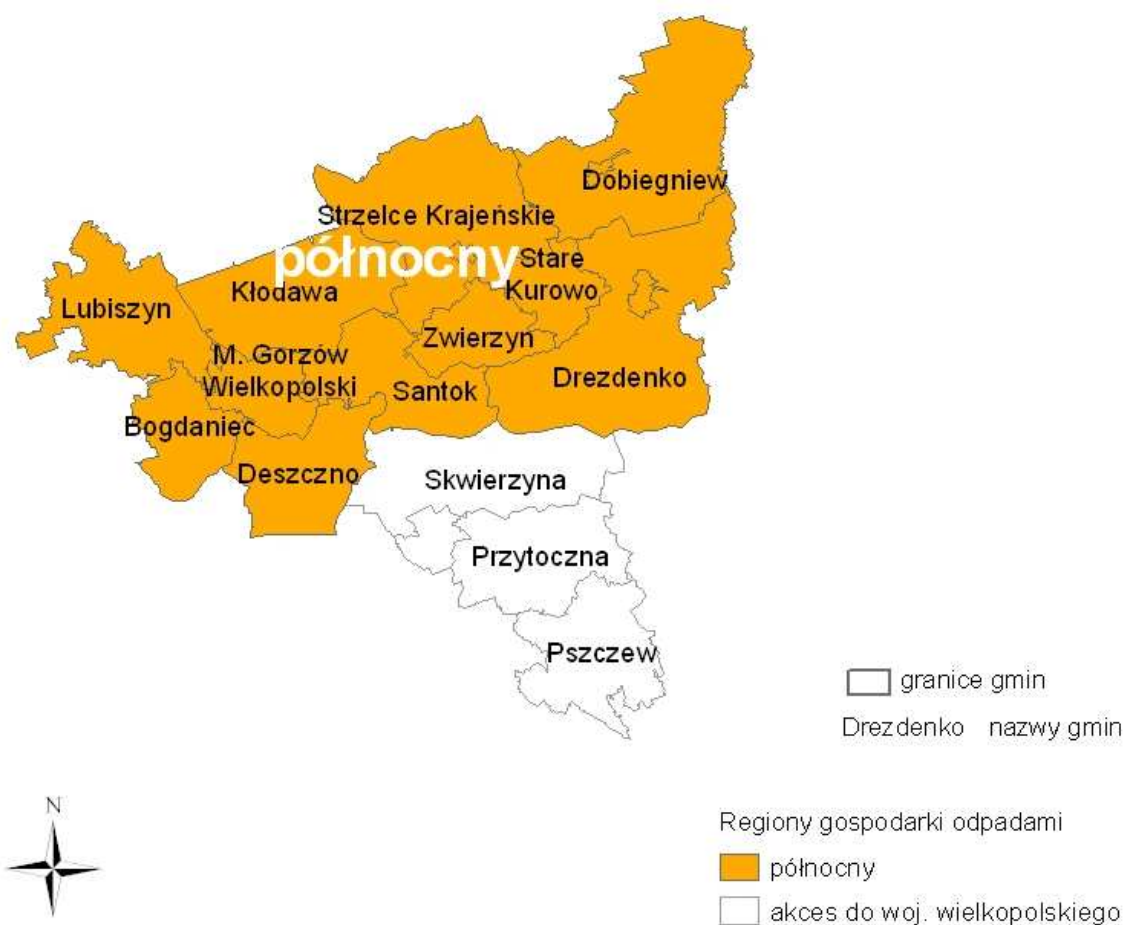 Dobiegniew
Strzelce Krajeńskie
północny
Stare
Kurowo
Kłodawa
Lubiszyn
Zwierzyn
M. Gorzów
Wielkopolski
Drezdenko
Santok
Bogdaniec
Deszczno
Skwierzyna
Przytoczna
Pszczew
granice gmin
Drezdenko nazwy gmin
N
Regiony gospodarki odpadami
północny
akces do woj. wielkopolskiego